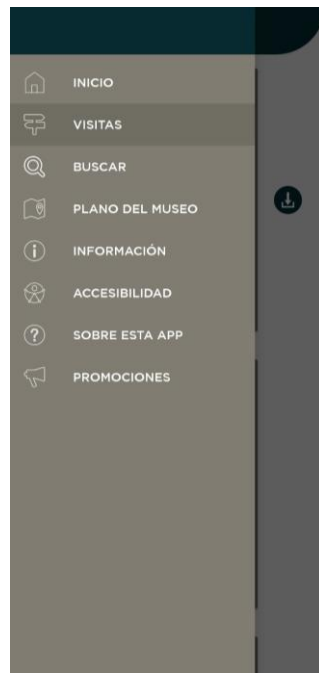 INICIO
VISITAS
BUSCAR
PLANO DEL MUSEO
INFORMACIÓN
ACCESIBILIDAD
SOBRE ESTA APP
PROMOCIONES